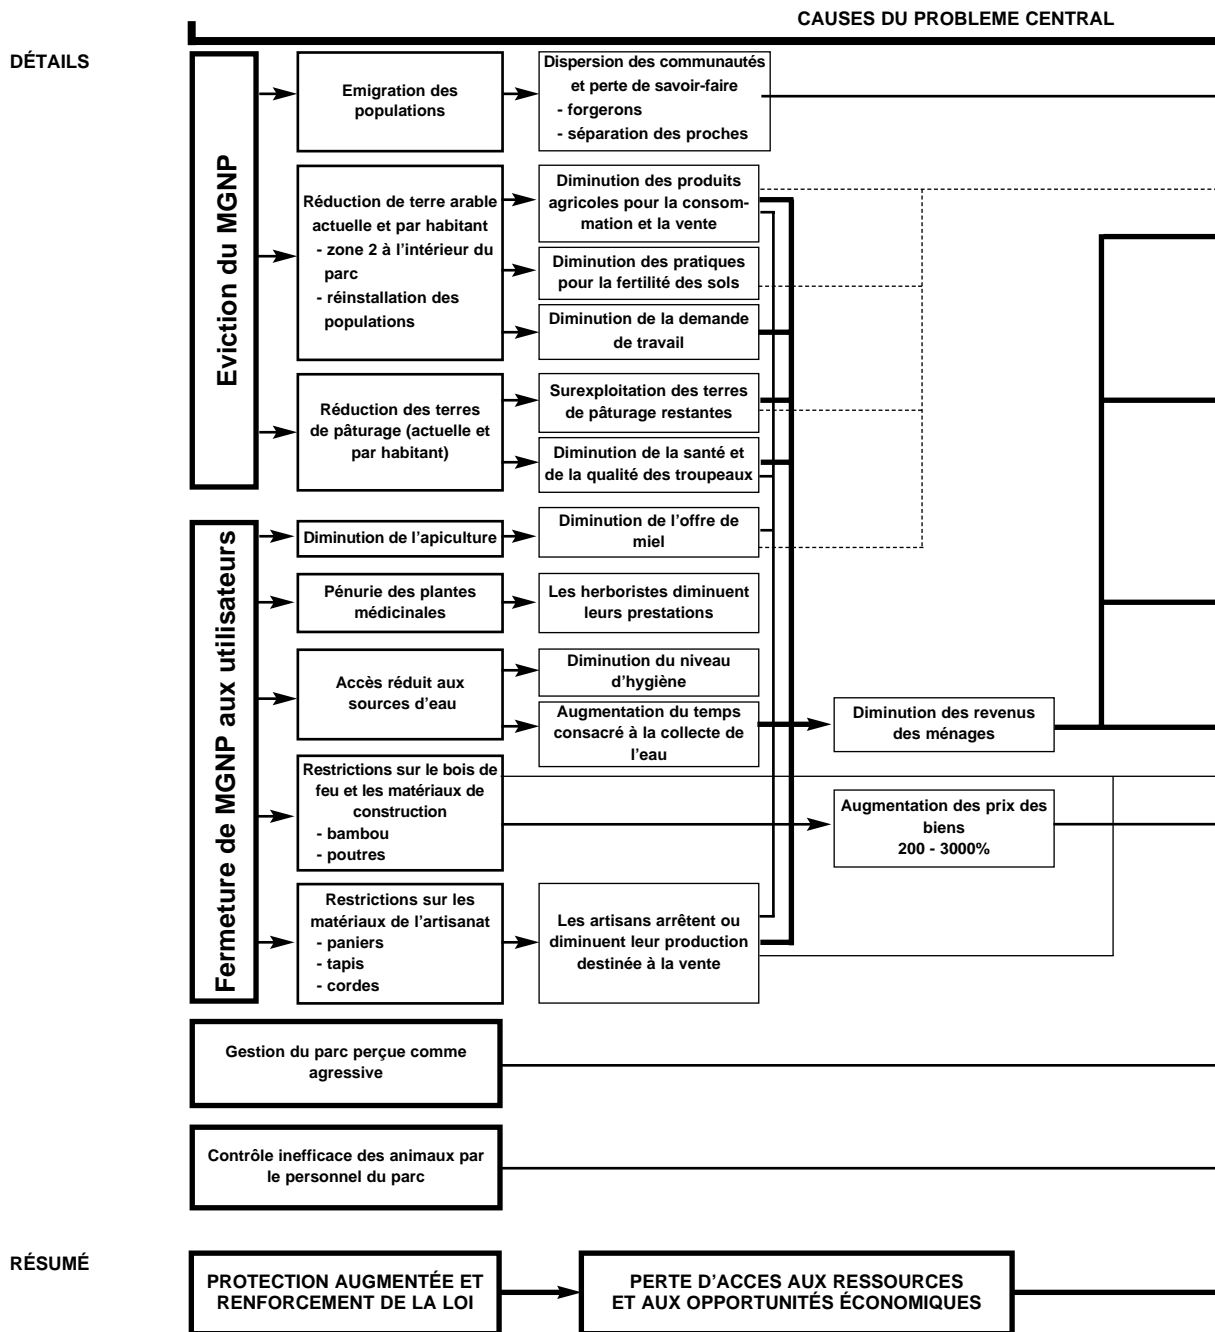 CAUSES DU PROBLEME CENTRAL
DÉTAILS
Eviction du MGNP
Emigration des
populations
Dispersion des communautés
et perte de savoir-faire
- forgerons
- séparation des proches
Réduction de terre arable
actuelle et par habitant
- zone 2 à l'intérieur du
parc
- réinstallation des
populations
Diminution des produits
agricoles pour la consom-
mation et la vente
Diminution des pratiques
pour la fertilité des sols
Diminution de la demande
de travail
Réduction des terres
de pâturage (actuelle et
par habitant)
Surexploitation des terres
de pâturage restantes
Diminution de la santé et
de la qualité des troupeaux
Fermeture de MGNP aux utilisateurs
Diminution de l'apiculture
Diminution de l'offre de
miel
Pénurie des plantes
médicinales
Les herboristes diminuent
leurs prestations
Accès réduit aux
sources d'eau
Diminution du niveau
d'hygiène
Augmentation du temps
consacré à la collecte de
l'eau
Diminution des revenus
des ménages
Restrictions sur le bois de
feu et les matériaux de
construction
- bambou
- poutres
Augmentation des prix des
biens
200 - 3000%
Restrictions sur les
matériaux de l'artisanat
- paniers
- tapis
- cordes
Les artisans arrêtent ou
diminuent leur production
destinée à la vente
Gestion du parc perçue comme
agressive
Contrôle inefficace des animaux par
le personnel du parc
RÉSUMÉ
PROTECTION AUGMENTÉE ET
RENFORCEMENT DE LA LOI
PERTE D'ACCES AUX RESSOURCES
ET AUX OPPORTUNITÉS ÉCONOMIQUES